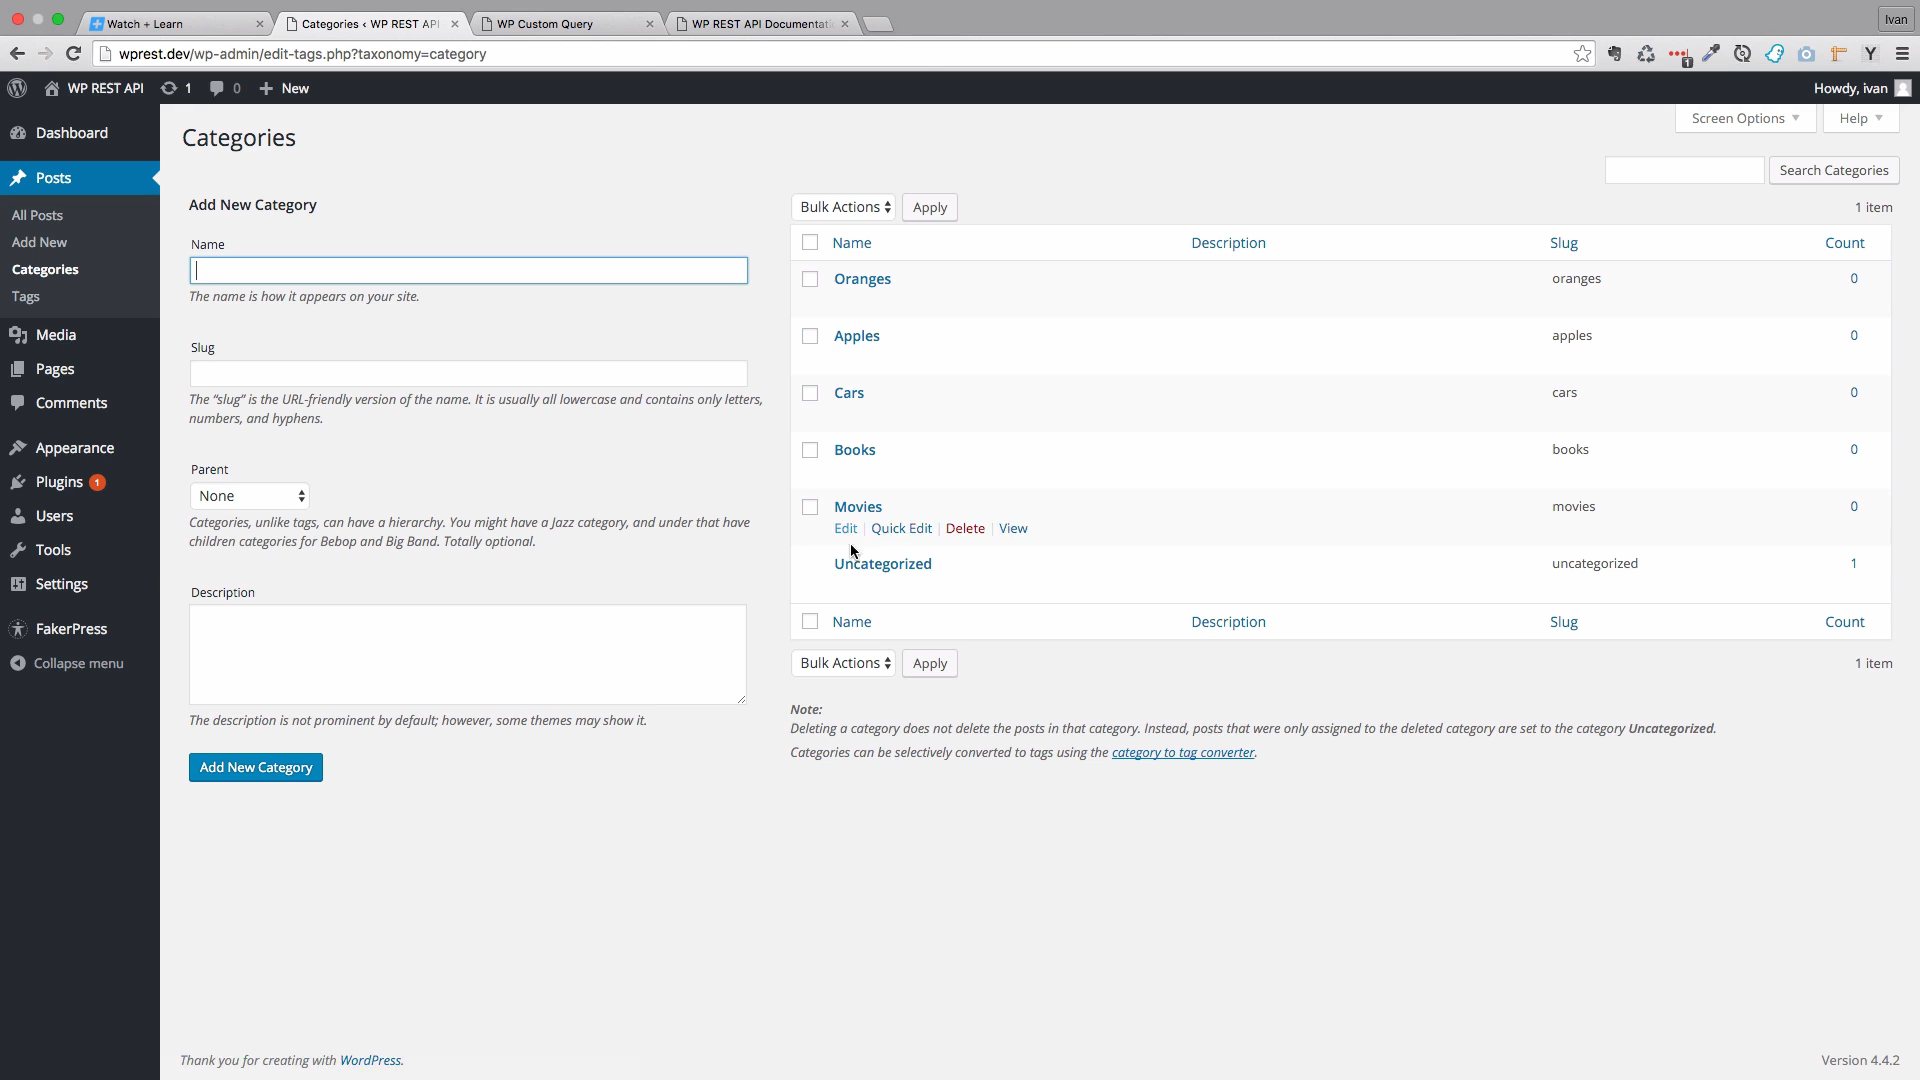 Watch + Learn
Categories ‹ WP REST API
WP Custom Query
WP REST API Documentati
Ivan
wprest.dev/wp-admin/edit-tags.php?taxonomy=category
1
Y
WP REST API
1
0
New
Howdy, ivan
Dashboard
Posts
All Posts
Add New
Categories
Tags
Media
Pages
Comments
Appearance
Plugins 1
Users
Tools
Settings
FakerPress
Collapse menu
Categories
Screen Options
Help
Search Categories
Add New Category
Name
The name is how it appears on your site.
Slug
The “slug” is the URL-friendly version of the name. It is usually all lowercase and contains only letters,
numbers, and hyphens.
Parent
None
Categories, unlike tags, can have a hierarchy. You might have a Jazz category, and under that have
children categories for Bebop and Big Band. Totally optional.
Description
The description is not prominent by default; however, some themes may show it.
Add New Category
Bulk Actions
Apply
1 item
Name Description Slug Count
Oranges oranges 0
Apples apples 0
Cars cars 0
Books books 0
Movies movies 0
Edit | Quick Edit | Delete | View
Uncategorized uncategorized 1
Name Description Slug Count
Bulk Actions
Apply
1 item
Note:
Deleting a category does not delete the posts in that category. Instead, posts that were only assigned to the deleted category are set to the category Uncategorized.
Categories can be selectively converted to tags using the category to tag converter.
Thank you for creating with WordPress.
Version 4.4.2